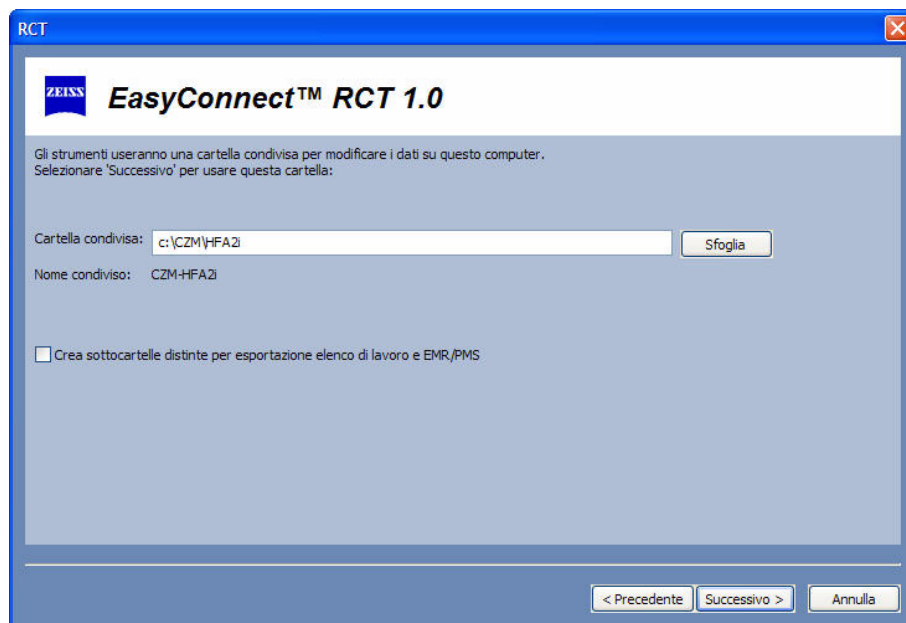 RCT
ZEISS
EasyConnect™ RCT 1.0
Gli strumenti useranno una cartella condivisa per modificare i dati su questo computer.
Selezionare 'Successivo' per usare questa cartella:
Cartella condivisa: c:\CZM\HFA2i Sfoglia
Nome condiviso: CZM-HFA2i
Crea sottocartelle distinte per esportazione elenco di lavoro e EMR/PMS
< Precedente Successivo > Annulla